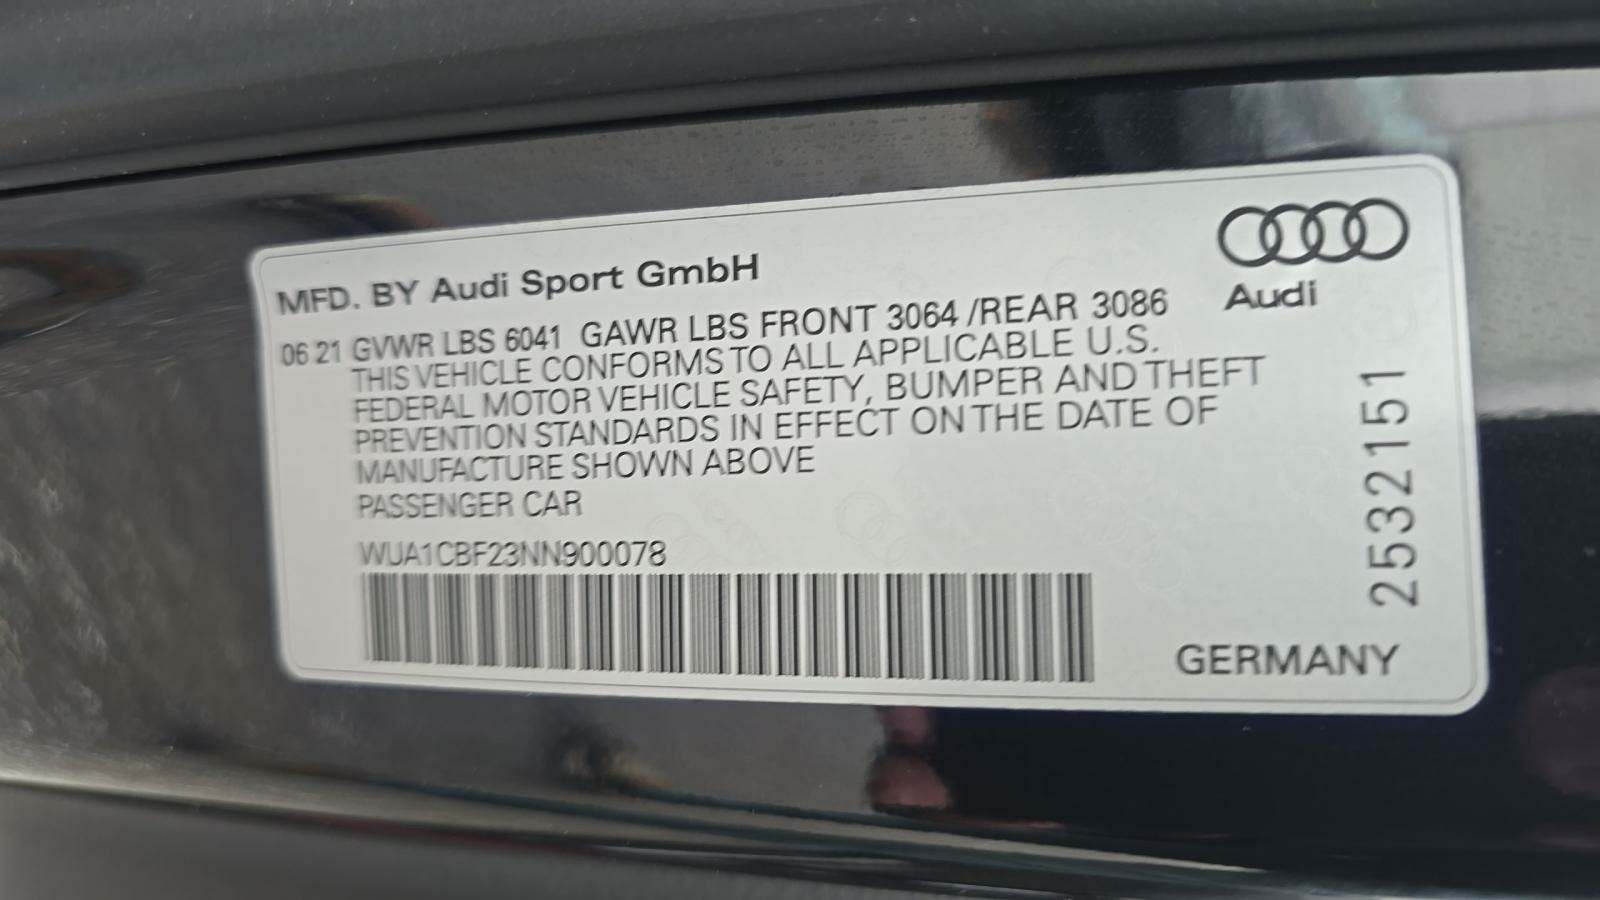 MFD. BY Audi Sport GmbH
Audi
06 21 GVWR LBS 6041 GAWR LBS FRONT 3064 /REAR 3086
THIS VEHICLE CONFORMS TO ALL APPLICABLE U.S.
FEDERAL MOTOR VEHICLE SAFETY, BUMPER AND THEFT
PREVENTION STANDARDS IN EFFECT ON THE DATE OF
MANUFACTURE SHOWN ABOVE
PASSENGER CAR
WUA1CBF23NN900078
2532151
GERMANY